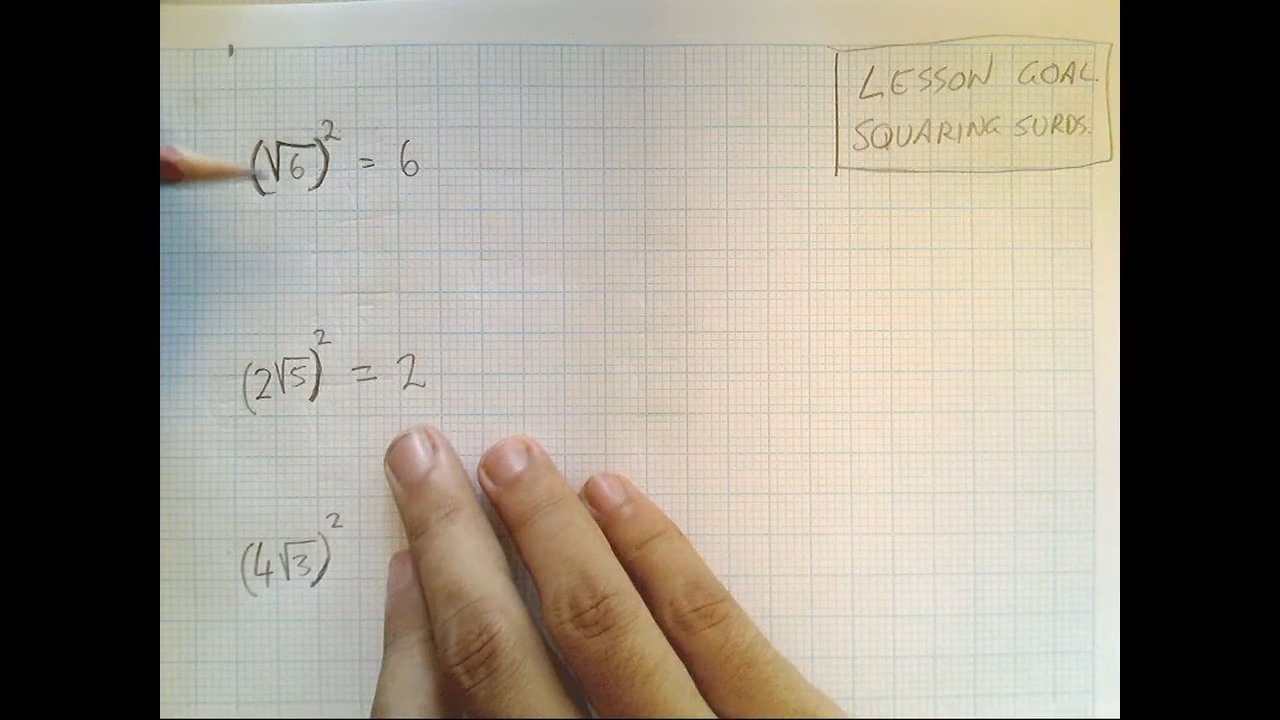 LESSON GOAL.
SQUARING SURDS.
(√6)² = 6
(2√5)² = 2
(4√3)²